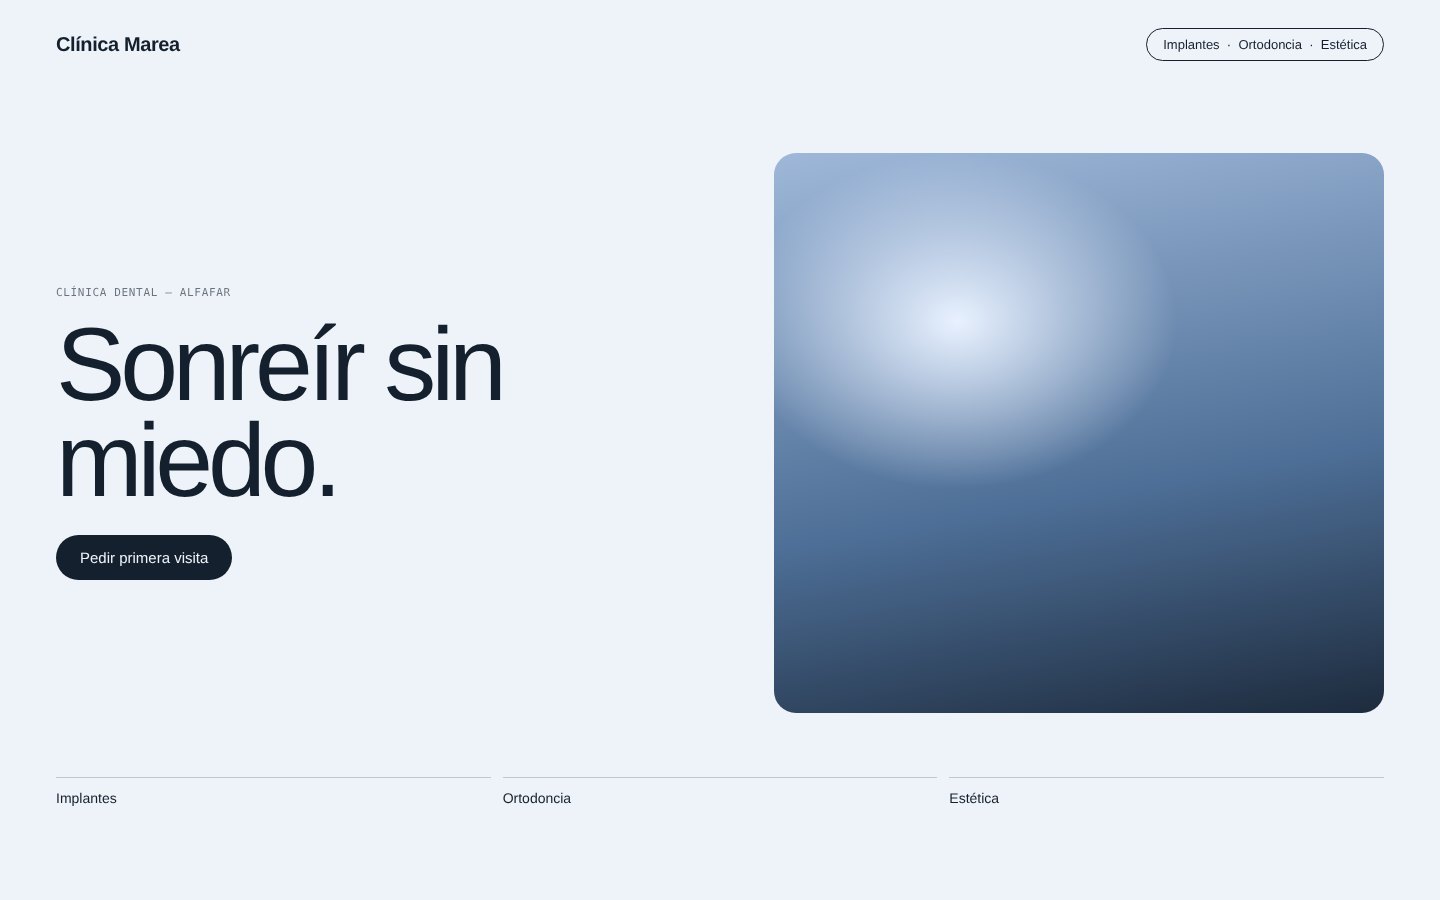 Clínica Marea
Implantes · Ortodoncia · Estética
CLÍNICA DENTAL — ALFAFAR
Sonreír sin
miedo.
Pedir primera visita
Implantes
Ortodoncia
Estética